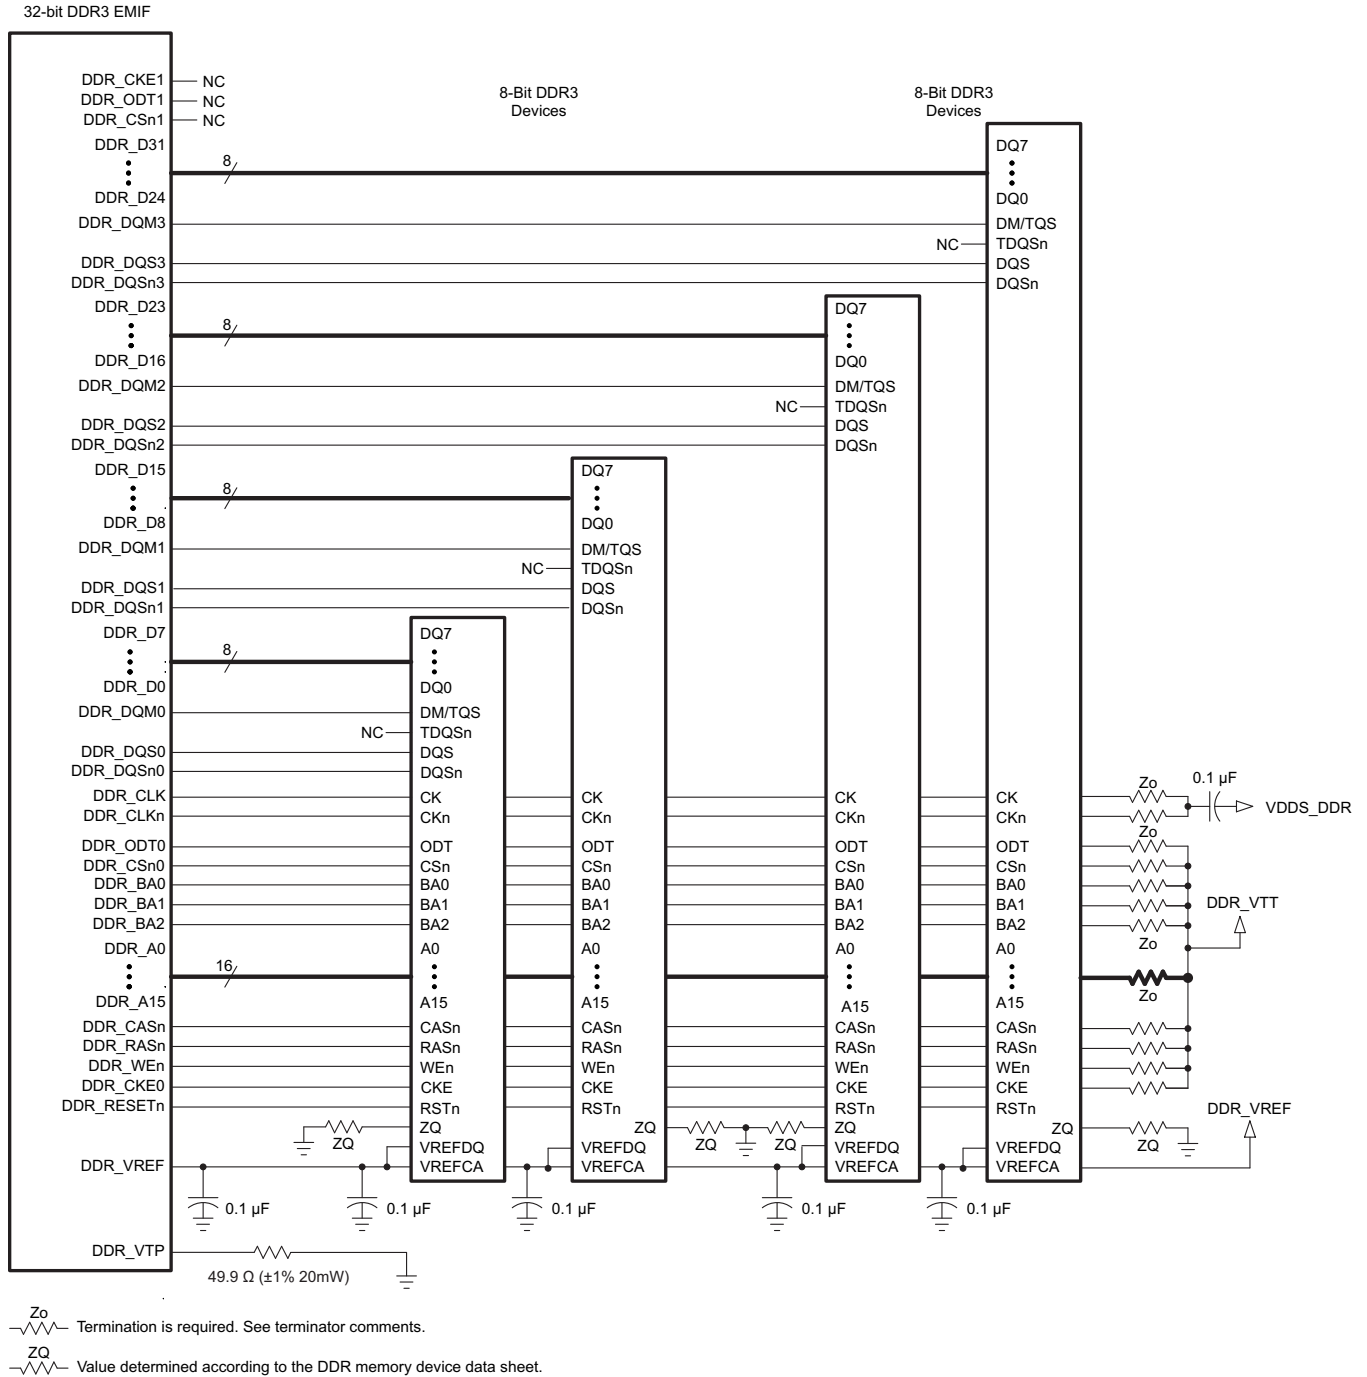 32-bit DDR3 EMIF
8-Bit DDR3
Devices
8-Bit DDR3
Devices
DDR_CKE1
NC
DDR_ODT1
NC
DDR_CSn1
NC
DDR_D31
8
DDR_D24
DDR_DQM3
DDR_DQS3
DDR_DQSn3
DQ7
DQ0
DM/TQS
NC
TDQSn
DQS
DQSn
DDR_D23
8
DDR_D16
DDR_DQM2
DDR_DQS2
DDR_DQSn2
DQ7
DQ0
DM/TQS
NC
TDQSn
DQS
DQSn
DDR_D15
8
DDR_D8
DDR_DQM1
DDR_DQS1
DDR_DQSn1
DQ7
DQ0
DM/TQS
NC
TDQSn
DQS
DQSn
DDR_D7
8
DDR_D0
DDR_DQM0
DDR_DQS0
DDR_DQSn0
DQ7
DQ0
DM/TQS
NC
TDQSn
DQS
DQSn
DDR_CLK
DDR_CLKn
DDR_ODT0
DDR_CSn0
DDR_BA0
DDR_BA1
DDR_BA2
DDR_A0
16
DDR_A15
DDR_CASn
DDR_RASn
DDR_WEn
DDR_CKE0
DDR_RESETn
DDR_VREF
DDR_VTP
CK
CKn
ODT
CSn
BA0
BA1
BA2
A0
A15
CASn
RASn
WEn
CKE
RSTn
ZQ
VREFDQ
VREFCA
CK
CKn
ODT
CSn
BA0
BA1
BA2
A0
A15
CASn
RASn
WEn
CKE
RSTn
ZQ
VREFDQ
VREFCA
CK
CKn
ODT
CSn
BA0
BA1
BA2
A0
A15
CASn
RASn
WEn
CKE
RSTn
ZQ
VREFDQ
VREFCA
CK
CKn
ODT
CSn
BA0
BA1
BA2
A0
A15
CASn
RASn
WEn
CKE
RSTn
ZQ
VREFDQ
VREFCA
Zo
0.1 µF
VDDS_DDR
Zo
DDR_VTT
Zo
Zo
DDR_VREF
ZQ
ZQ
ZQ
ZQ
0.1 µF
0.1 µF
0.1 µF
0.1 µF
0.1 µF
49.9 Ω (±1% 20mW)
Zo
Termination is required. See terminator comments.
ZQ
Value determined according to the DDR memory device data sheet.